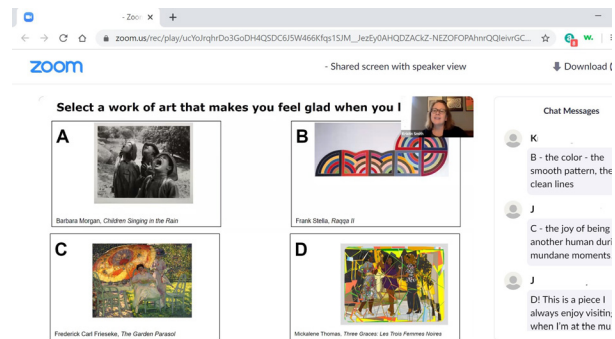 - Zoor
zoom.us/rec/play/
zoom
- Shared screen with speaker view
Download
Select a work of art that makes you feel glad when you l
A
Barbara Morgan, Children Singing in the Rain
B
Frank Stella, Raqqa II
C
Frederick Carl Frieseke, The Garden Parasol
D
Mickalene Thomas, Three Graces: Les Trois Femmes Noires
Chat Messages
K
B - the color - the
smooth pattern, the
clean lines
J
C - the joy of being
another human duri
mundane moments
J
D! This is a piece I
always enjoy visiting
when I'm at the mu